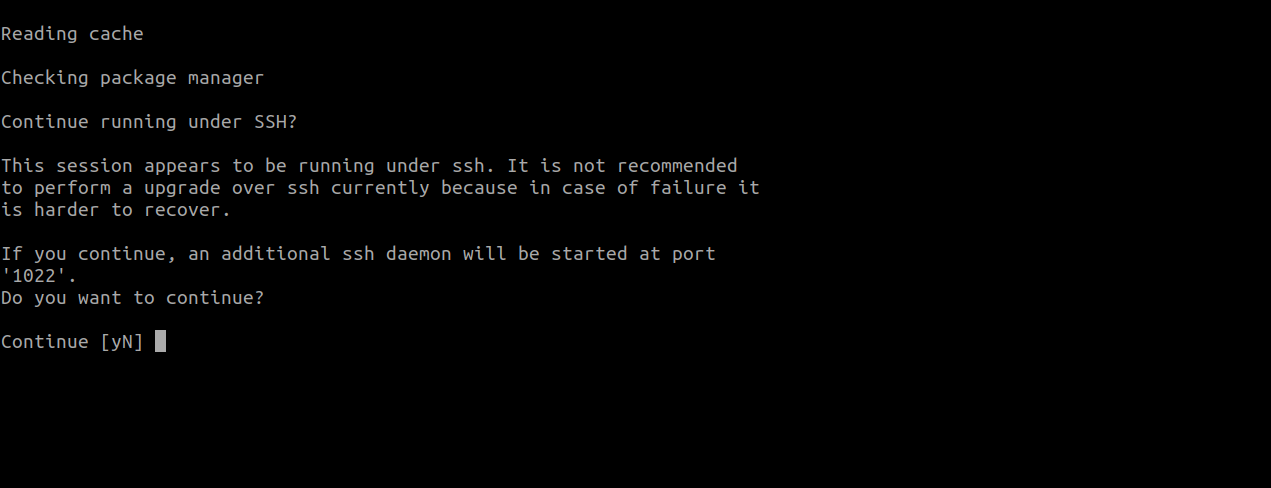 Reading cache
Checking package manager
Continue running under SSH?
This session appears to be running under ssh. It is not recommended
to perform a upgrade over ssh currently because in case of failure it
is harder to recover.
If you continue, an additional ssh daemon will be started at port
'1022'.
Do you want to continue?
Continue [yN]